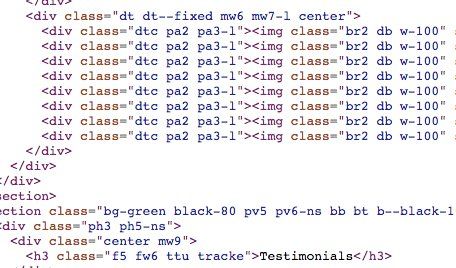 </div>
<div class="dt dt--fixed mw6 mw7-l center">
<div class="dtc pa2 pa3-l"><img class="br2 db w-100"
<div class="dtc pa2 pa3-l"><img class="br2 db w-100"
<div class="dtc pa2 pa3-l"><img class="br2 db w-100"
<div class="dtc pa2 pa3-l"><img class="br2 db w-100"
<div class="dtc pa2 pa3-l"><img class="br2 db w-100"
<div class="dtc pa2 pa3-l"><img class="br2 db w-100"
<div class="dtc pa2 pa3-l"><img class="br2 db w-100"
<div class="dtc pa2 pa3-l"><img class="br2 db w-100"
</div>
</div>
</div>
section>
ction class="bg-green black-80 pv5 pv6-ns bb bt b--black-1
<div class="ph3 ph5-ns">
<div class="center mw9">
<h3 class="f5 fw6 ttu tracke">Testimonials</h3>